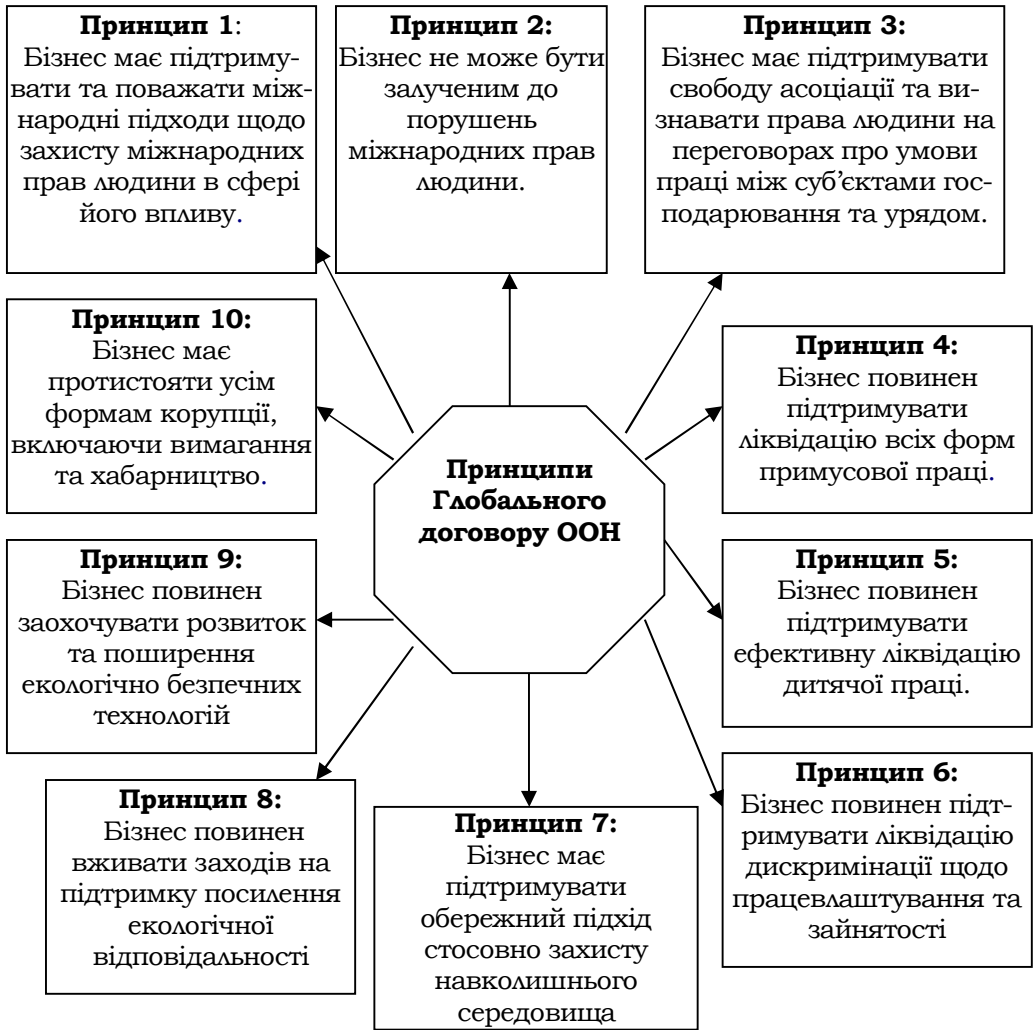 Принцип 1:
Бізнес має підтриму-
вати та поважати між-
народні підходи щодо
захисту міжнародних
прав людини в сфері
його впливу.
Принцип 2:
Бізнес не може бути
залученим до
порушень
міжнародних прав
людини.
Принцип 3:
Бізнес має підтримувати
свободу асоціації та ви-
знавати права людини на
переговорах про умови
праці між суб’єктами гос-
подарювання та урядом.
Принцип 10:
Бізнес має
протистояти усім
формам корупції,
включаючи вимагання
та хабарництво.
Принцип 4:
Бізнес повинен
підтримувати
ліквідацію всіх форм
примусової праці.
Принципи
Глобального
договору ООН
Принцип 9:
Бізнес повинен
заохочувати розвиток
та поширення
екологічно безпечних
технологій
Принцип 5:
Бізнес повинен
підтримувати
ефективну ліквідацію
дитячої праці.
Принцип 8:
Бізнес повинен
вживати заходів на
підтримку посилення
екологічної
відповідальності
Принцип 7:
Бізнес має
підтримувати
обережний підхід
стосовно захисту
навколишнього
середовища
Принцип 6:
Бізнес повинен підт-
римувати ліквідацію
дискримінації щодо
працевлаштування та
зайнятості